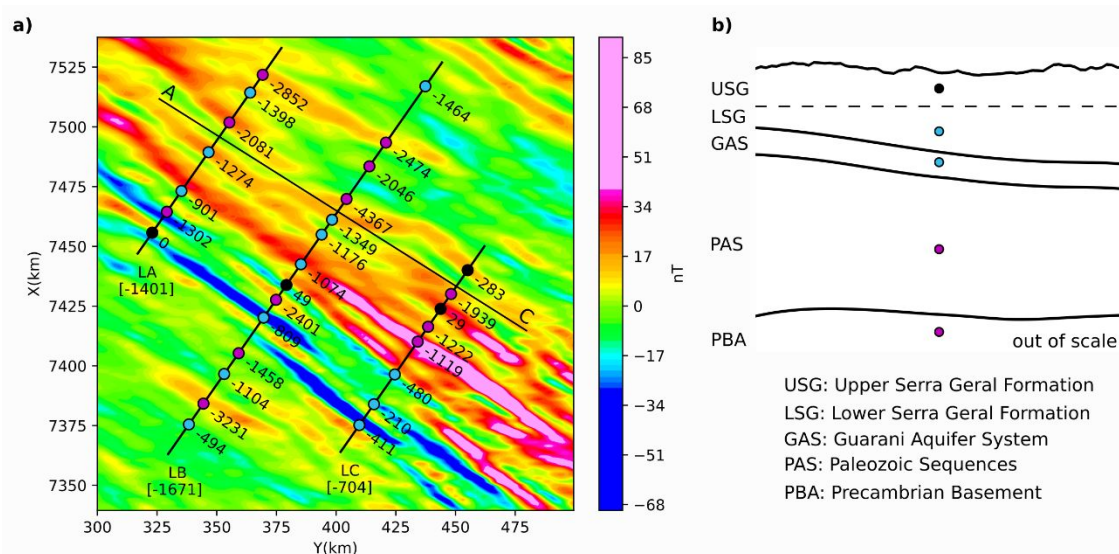 a)
b)
7525
7500
7475
7450
7425
7400
7375
7350
X(km)
300
325
350
375
400
425
450
475
Y(km)
A
C
-2852
-1398
-2081
-1274
-901
-1302
0
LA
[-1401]
-1464
-2474
-2046
-4367
-1349
-1176
-1074
49
-2401
-809
-1458
-1104
-3231
-494
LB
[-1671]
-283
-1939
29
-1222
-1119
-480
-210
-411
LC
[-704]
85
68
51
34
17
0
-17
-34
-51
-68
nT
USG
LSG
GAS
PAS
PBA
out of scale
USG: Upper Serra Geral Formation
LSG: Lower Serra Geral Formation
GAS: Guarani Aquifer System
PAS: Paleozoic Sequences
PBA: Precambrian Basement